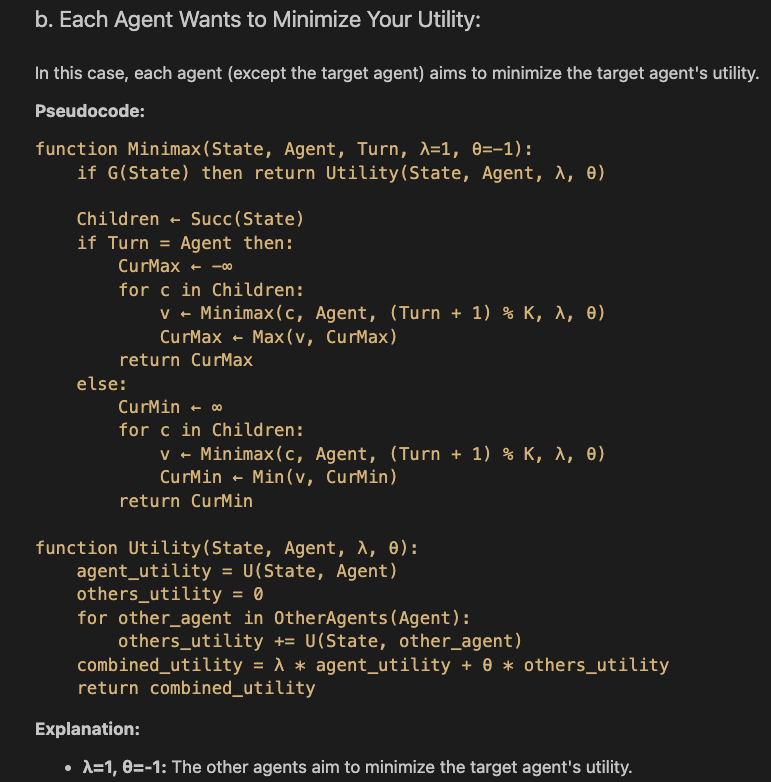 b. Each Agent Wants to Minimize Your Utility:
In this case, each agent (except the target agent) aims to minimize the target agent's utility.
Pseudocode:
function Minimax(State, Agent, Turn, λ=1, θ=−1):
    if G(State) then return Utility(State, Agent, λ, θ)

    Children ← Succ(State)
    if Turn = Agent then:
        CurMax ← −∞
        for c in Children:
            v ← Minimax(c, Agent, (Turn + 1) % K, λ, θ)
            CurMax ← Max(v, CurMax)
        return CurMax
    else:
        CurMin ← ∞
        for c in Children:
            v ← Minimax(c, Agent, (Turn + 1) % K, λ, θ)
            CurMin ← Min(v, CurMin)
        return CurMin

function Utility(State, Agent, λ, θ):
    agent_utility = U(State, Agent)
    others_utility = 0
    for other_agent in OtherAgents(Agent):
        others_utility += U(State, other_agent)
    combined_utility = λ * agent_utility + θ * others_utility
    return combined_utility
Explanation:
• λ=1, θ=-1: The other agents aim to minimize the target agent's utility.